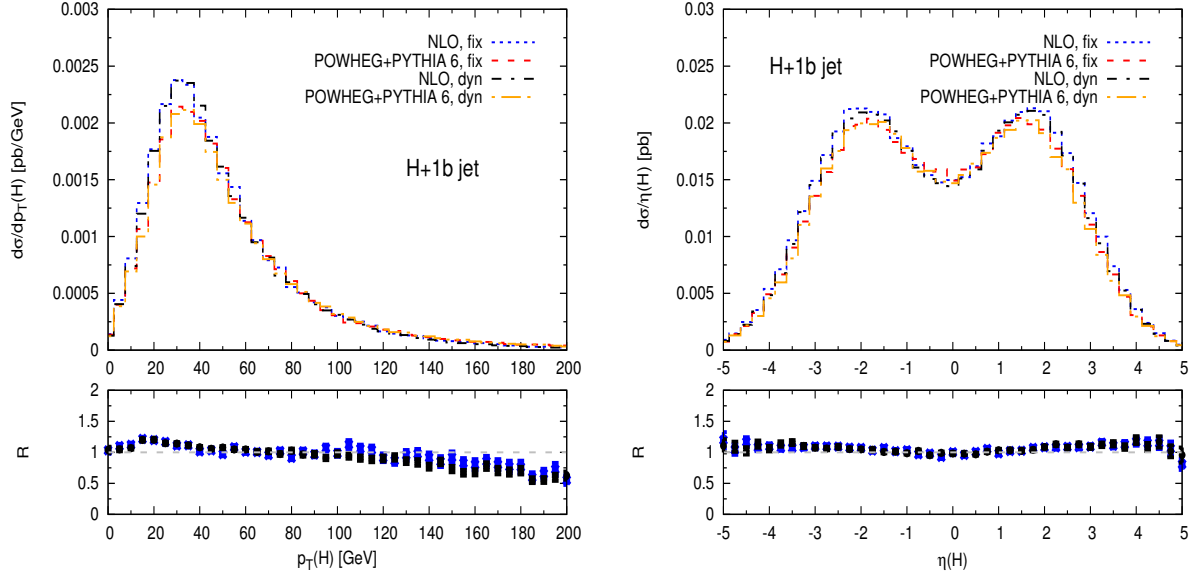 dσ/dp_T(H) [pb/GeV]
0.003
0.0025
0.002
0.0015
0.001
0.0005
0
NLO, fix
POWHEG+PYTHIA 6, fix
NLO, dyn
POWHEG+PYTHIA 6, dyn
H+1b jet
0 20 40 60 80 100 120 140 160 180 200
R
2
1.5
1
0.5
0
0 20 40 60 80 100 120 140 160 180 200
p_T(H) [GeV]
dσ/η(H) [pb]
0.03
0.025
0.02
0.015
0.01
0.005
0
NLO, fix
POWHEG+PYTHIA 6, fix
NLO, dyn
POWHEG+PYTHIA 6, dyn
H+1b jet
-5 -4 -3 -2 -1 0 1 2 3 4 5
R
2
1.5
1
0.5
0
-5 -4 -3 -2 -1 0 1 2 3 4 5
η(H)